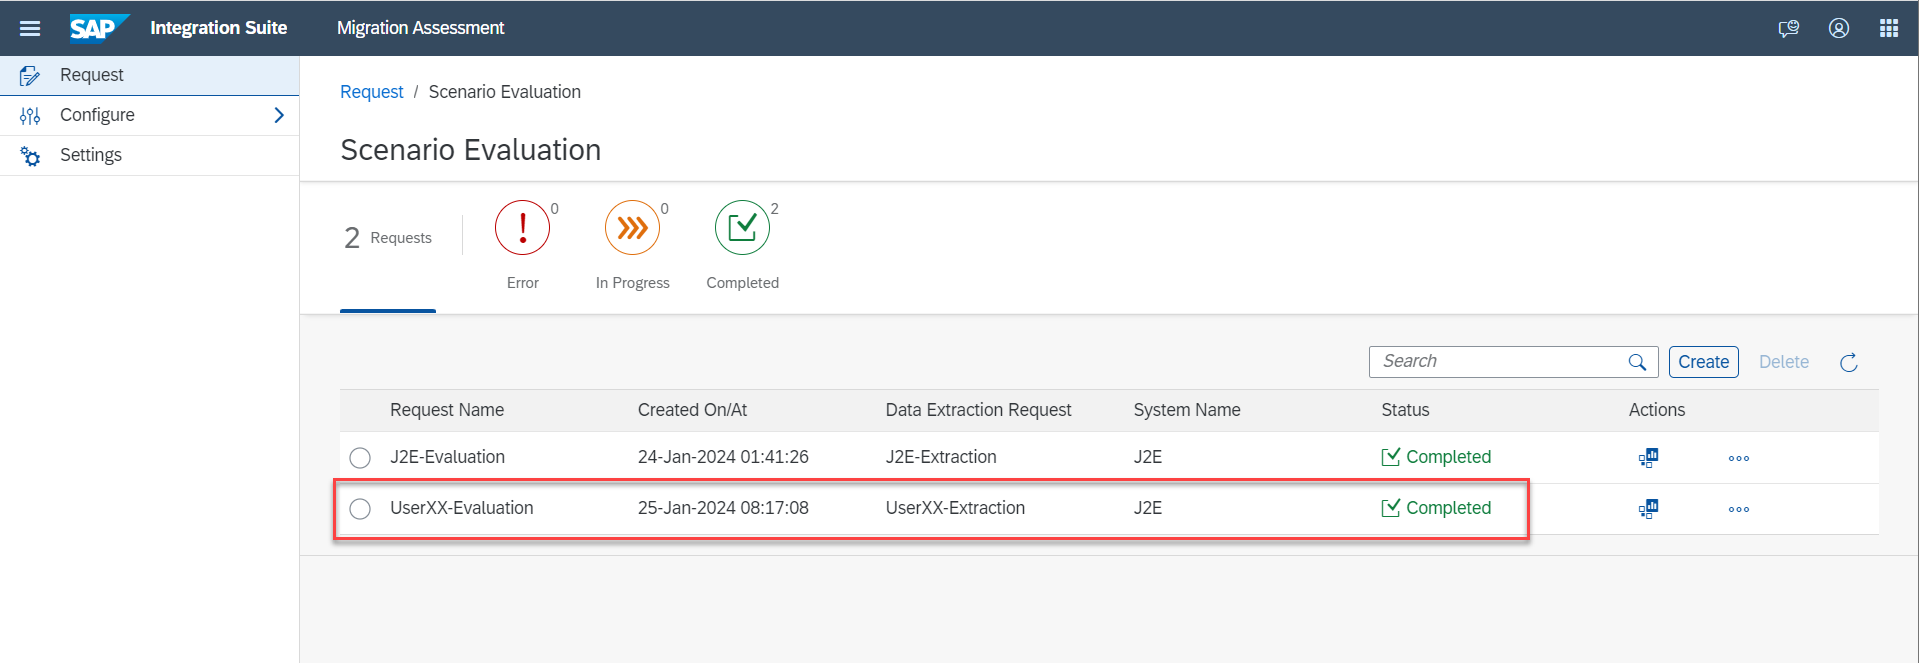 SAP Integration Suite Migration Assessment
Request
Configure
Settings
Request / Scenario Evaluation
Scenario Evaluation
2 Requests
0
Error
0
In Progress
2
Completed
Search Create Delete
Request Name Created On/At Data Extraction Request System Name Status Actions
J2E-Evaluation 24-Jan-2024 01:41:26 J2E-Extraction J2E Completed
UserXX-Evaluation 25-Jan-2024 08:17:08 UserXX-Extraction J2E Completed